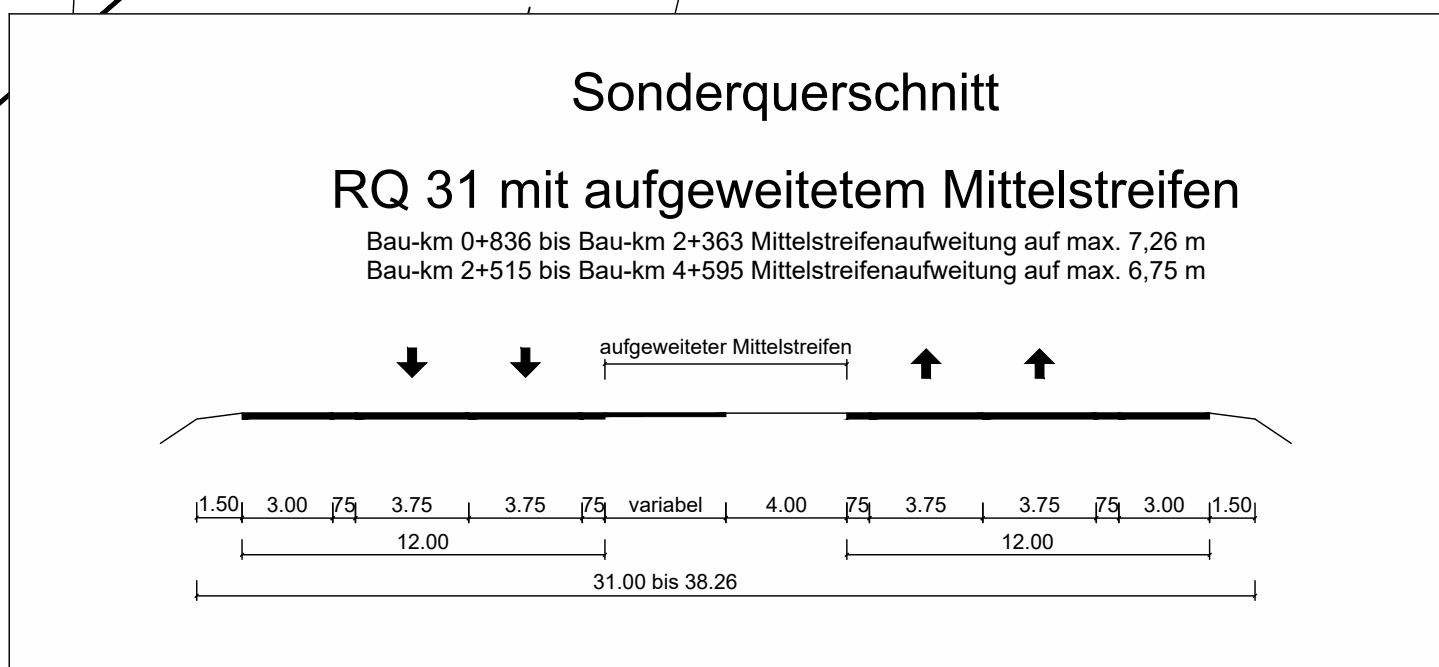 Sonderquerschnitt
RQ 31 mit aufgeweitetem Mittelstreifen
Bau-km 0+836 bis Bau-km 2+363 Mittelstreifenaufweitung auf max. 7,26 m
Bau-km 2+515 bis Bau-km 4+595 Mittelstreifenaufweitung auf max. 6,75 m
aufgeweiteter Mittelstreifen
1.50 3.00 75 3.75 3.75 75 variabel 4.00 75 3.75 3.75 75 3.00 1.50
12.00 12.00
31.00 bis 38.26